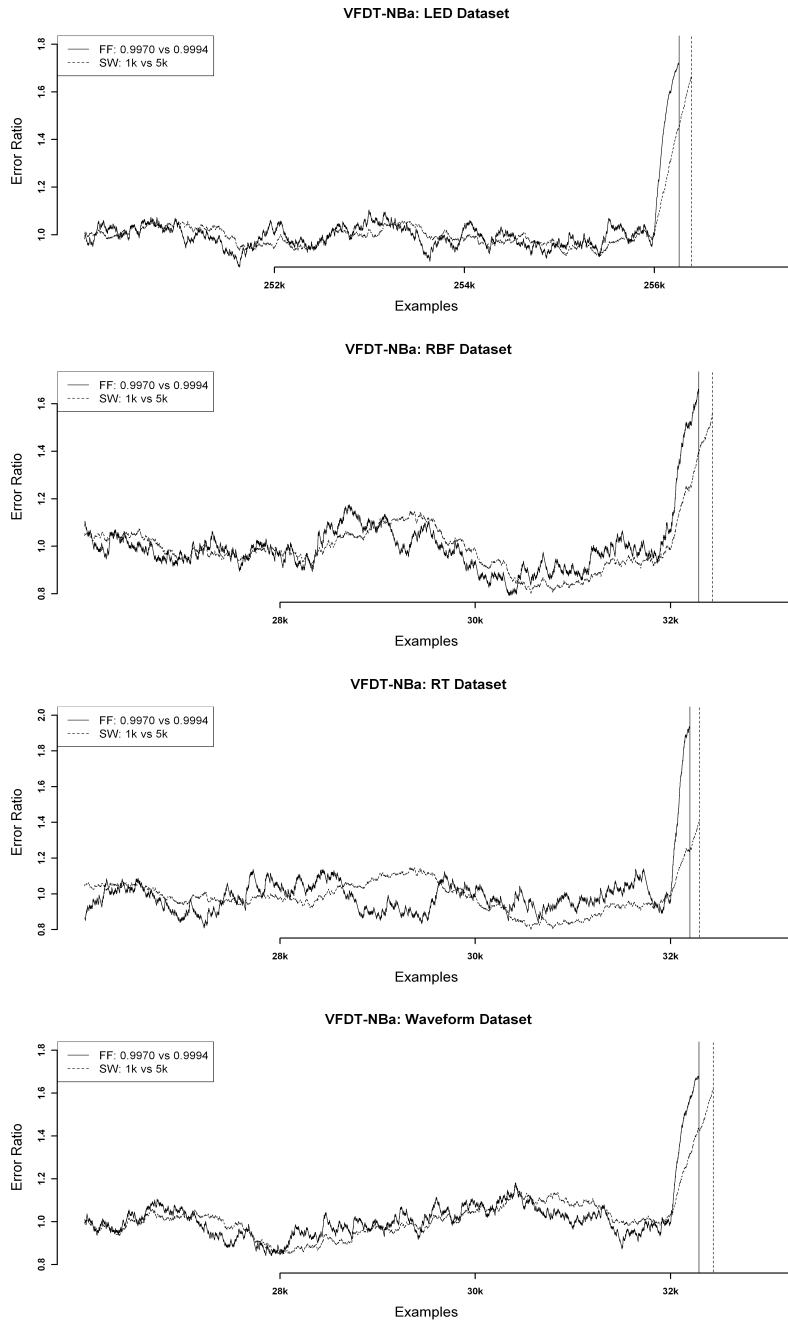 VFDT-NBa: LED Dataset
FF: 0.9970 vs 0.9994
SW: 1k vs 5k
Error Ratio
1.8
1.6
1.4
1.2
1.0
252k
254k
256k
Examples
VFDT-NBa: RBF Dataset
FF: 0.9970 vs 0.9994
SW: 1k vs 5k
Error Ratio
1.6
1.4
1.2
1.0
0.8
28k
30k
32k
Examples
VFDT-NBa: RT Dataset
FF: 0.9970 vs 0.9994
SW: 1k vs 5k
Error Ratio
2.0
1.8
1.6
1.4
1.2
1.0
0.8
28k
30k
32k
Examples
VFDT-NBa: Waveform Dataset
FF: 0.9970 vs 0.9994
SW: 1k vs 5k
Error Ratio
1.8
1.6
1.4
1.2
1.0
0.8
28k
30k
32k
Examples